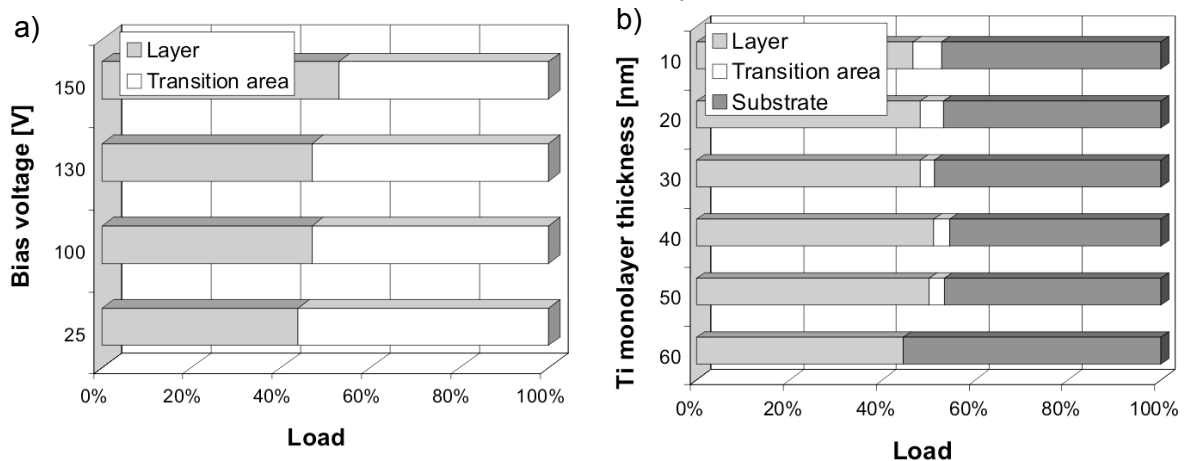 a)
Layer
Transition area
Bias voltage [V]
150
130
100
25
0% 20% 40% 60% 80% 100%
Load
b)
Layer
Transition area
Substrate
Ti monolayer thickness [nm]
10
20
30
40
50
60
0% 20% 40% 60% 80% 100%
Load